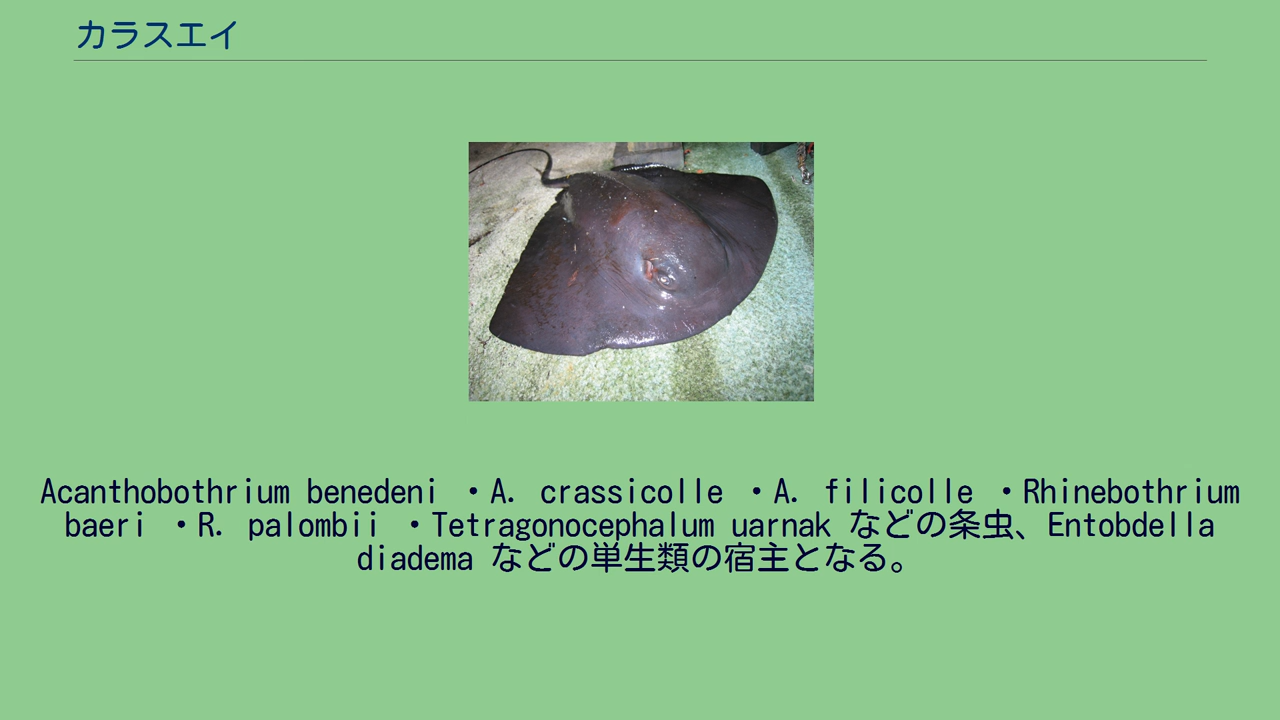 カラスエイ
Acanthobothrium benedeni ・A. crassicolle ・A. filicolle ・Rhinebothrium
baeri ・R. palombii ・Tetragonocephalum uarnak などの条虫、Entobdella
diadema などの単生類の宿主となる。